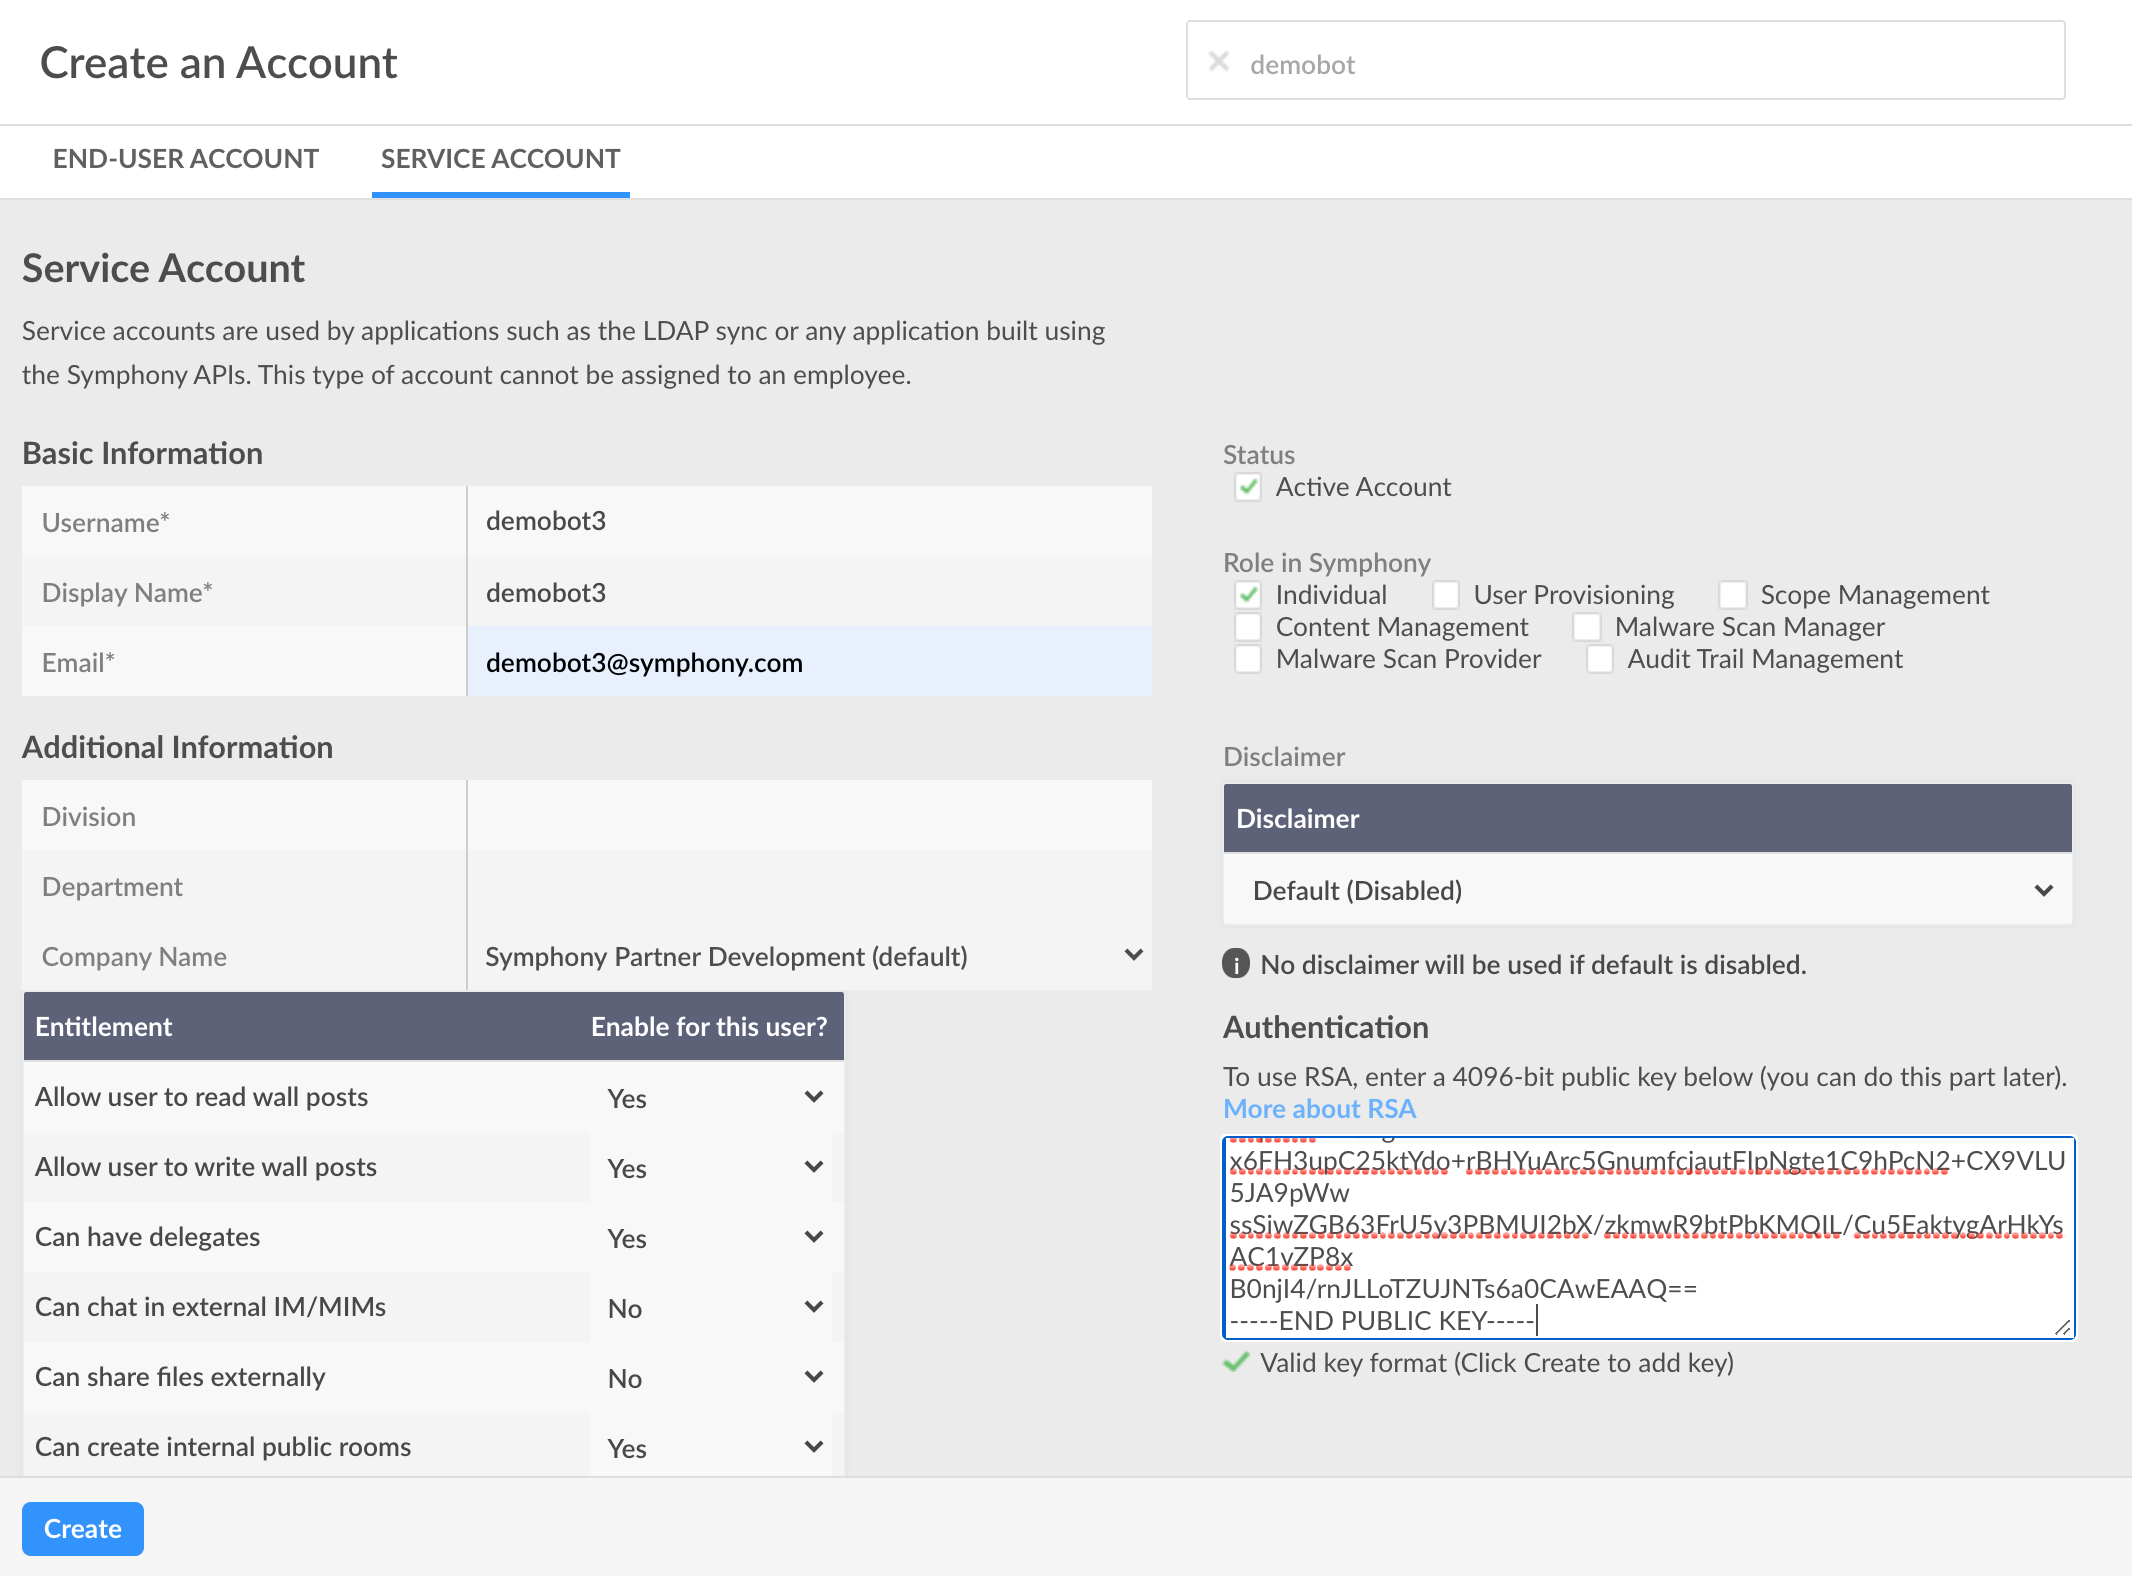 Create an Account
demobot
END-USER ACCOUNT
SERVICE ACCOUNT
Service Account
Service accounts are used by applications such as the LDAP sync or any application built using
the Symphony APIs. This type of account cannot be assigned to an employee.
Basic Information
Username* demobot3
Display Name* demobot3
Email* demobot3@symphony.com
Additional Information
Division
Department
Company Name Symphony Partner Development (default)
Entitlement Enable for this user?
Allow user to read wall posts Yes
Allow user to write wall posts Yes
Can have delegates Yes
Can chat in external IM/MIMs No
Can share files externally No
Can create internal public rooms Yes
Status
Active Account
Role in Symphony
Individual User Provisioning Scope Management
Content Management Malware Scan Manager
Malware Scan Provider Audit Trail Management
Disclaimer
Disclaimer
Default (Disabled)
No disclaimer will be used if default is disabled.
Authentication
To use RSA, enter a 4096-bit public key below (you can do this part later).
More about RSA
x6FH3upC25ktYdo+rBHYuArc5GnumfcjautFIpNgte1C9hPcN2+CX9VLU
5JA9pWw
ssSiwZGB63FrU5y3PBMUI2bX/zkmwR9btPbKMQIL/Cu5EaktygArHkYs
AC1vZP8x
B0njI4/rnJLLoTZUJNTs6a0CAwEAAQ==
-----END PUBLIC KEY-----
Valid key format (Click Create to add key)
Create